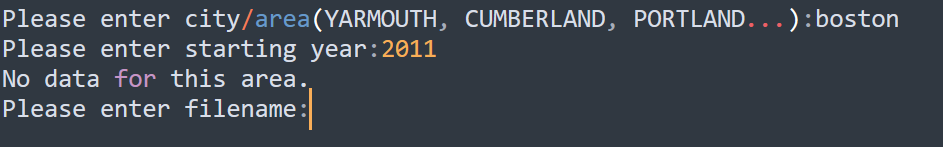 Please enter city/area(YARMOUTH, CUMBERLAND, PORTLAND...):boston
Please enter starting year:2011
No data for this area.
Please enter filename: